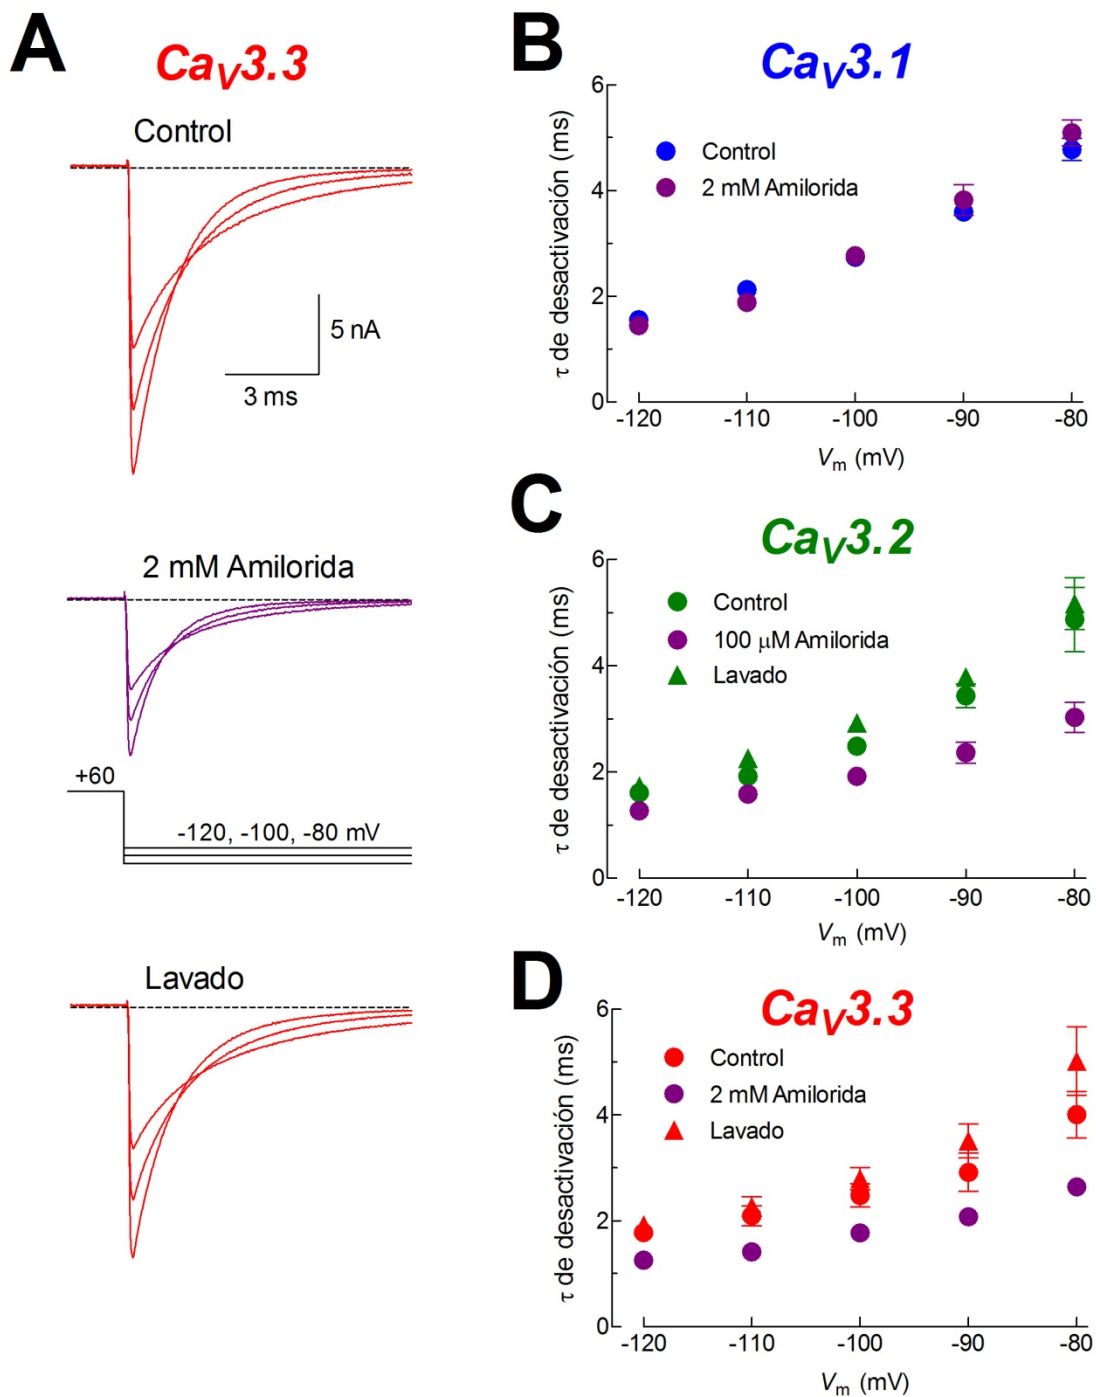 A
CaV3.3
Control
5 nA
3 ms
2 mM Amilorida
+60
-120, -100, -80 mV
Lavado
B
CaV3.1
τ de desactivación (ms)
6
4
2
0
Control
2 mM Amilorida
-120 -110 -100 -90 -80
Vm (mV)
C
CaV3.2
τ de desactivación (ms)
6
4
2
0
Control
100 μM Amilorida
Lavado
-120 -110 -100 -90 -80
Vm (mV)
D
CaV3.3
τ de desactivación (ms)
6
4
2
0
Control
2 mM Amilorida
Lavado
-120 -110 -100 -90 -80
Vm (mV)